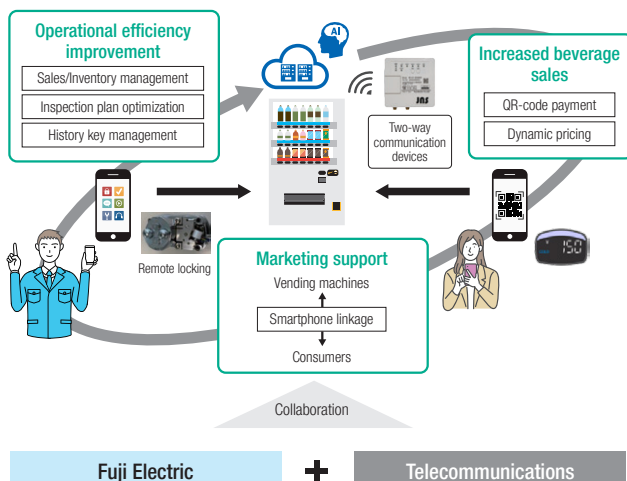 Operational efficiency
improvement
Sales/Inventory management
Inspection plan optimization
History key management
AI
Increased beverage
sales
QR-code payment
Dynamic pricing
Two-way
communication
devices
Remote locking
150
Marketing support
Vending machines
Smartphone linkage
Consumers
Collaboration
Fuji Electric
+
Telecommunications